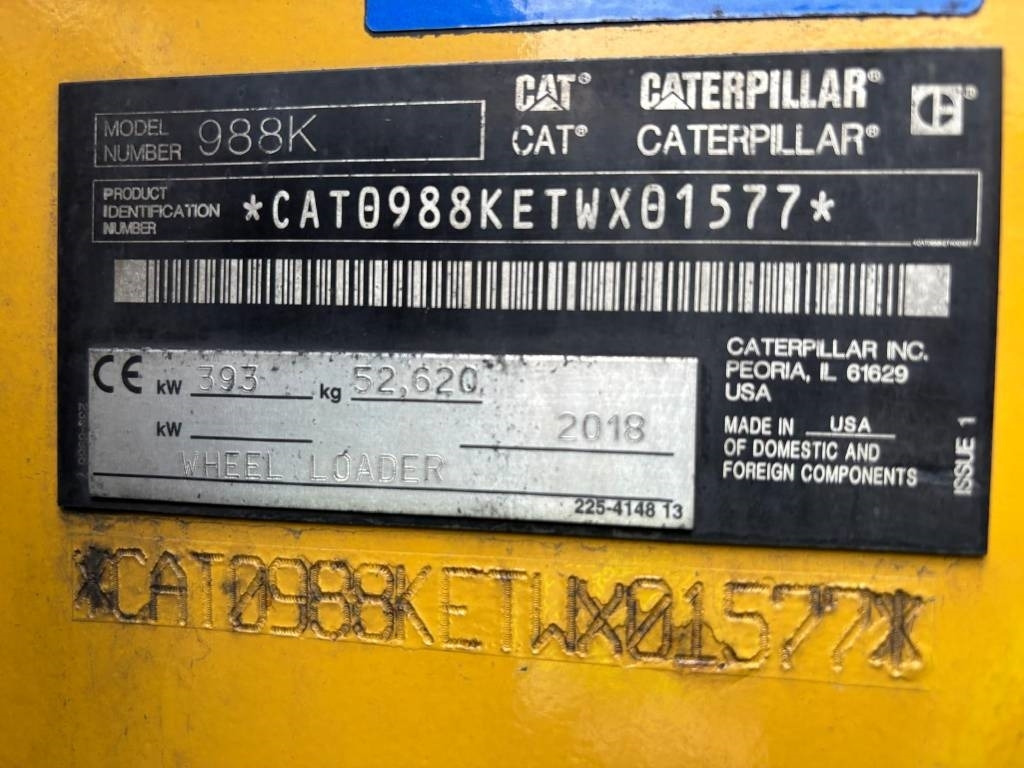 CAT® CATERPILLAR®
CAT® CATERPILLAR®
MODEL NUMBER 988K
PRODUCT IDENTIFICATION NUMBER *CAT0988KETWX01577*
CE kW 393 kg 52,620
kW 2018
WHEEL LOADER
225-4148 13
CATERPILLAR INC.
PEORIA, IL 61629
USA
MADE IN USA
OF DOMESTIC AND
FOREIGN COMPONENTS
ISSUE 1
*CAT0988KETWX01577*